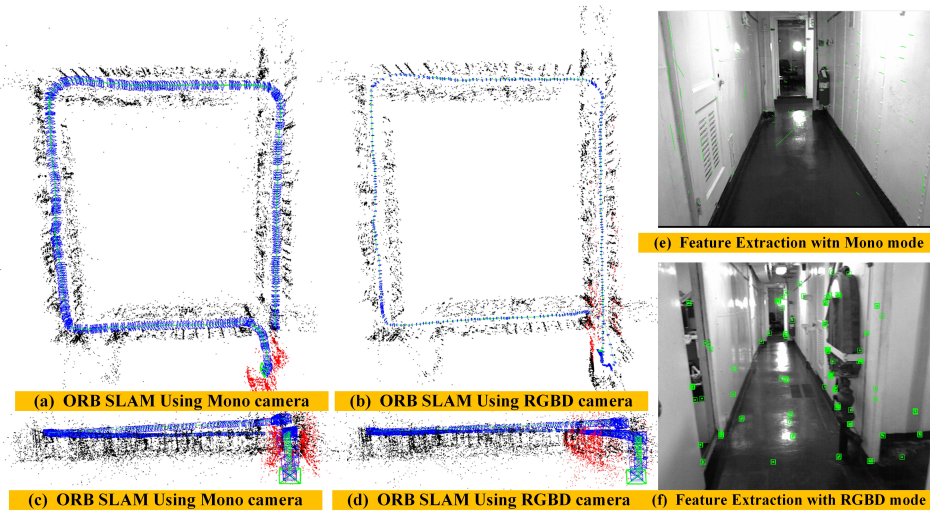 (a) ORB SLAM Using Mono camera
(b) ORB SLAM Using RGBD camera
(c) ORB SLAM Using Mono camera
(d) ORB SLAM Using RGBD camera
(e) Feature Extraction witn Mono mode
(f) Feature Extraction with RGBD mode